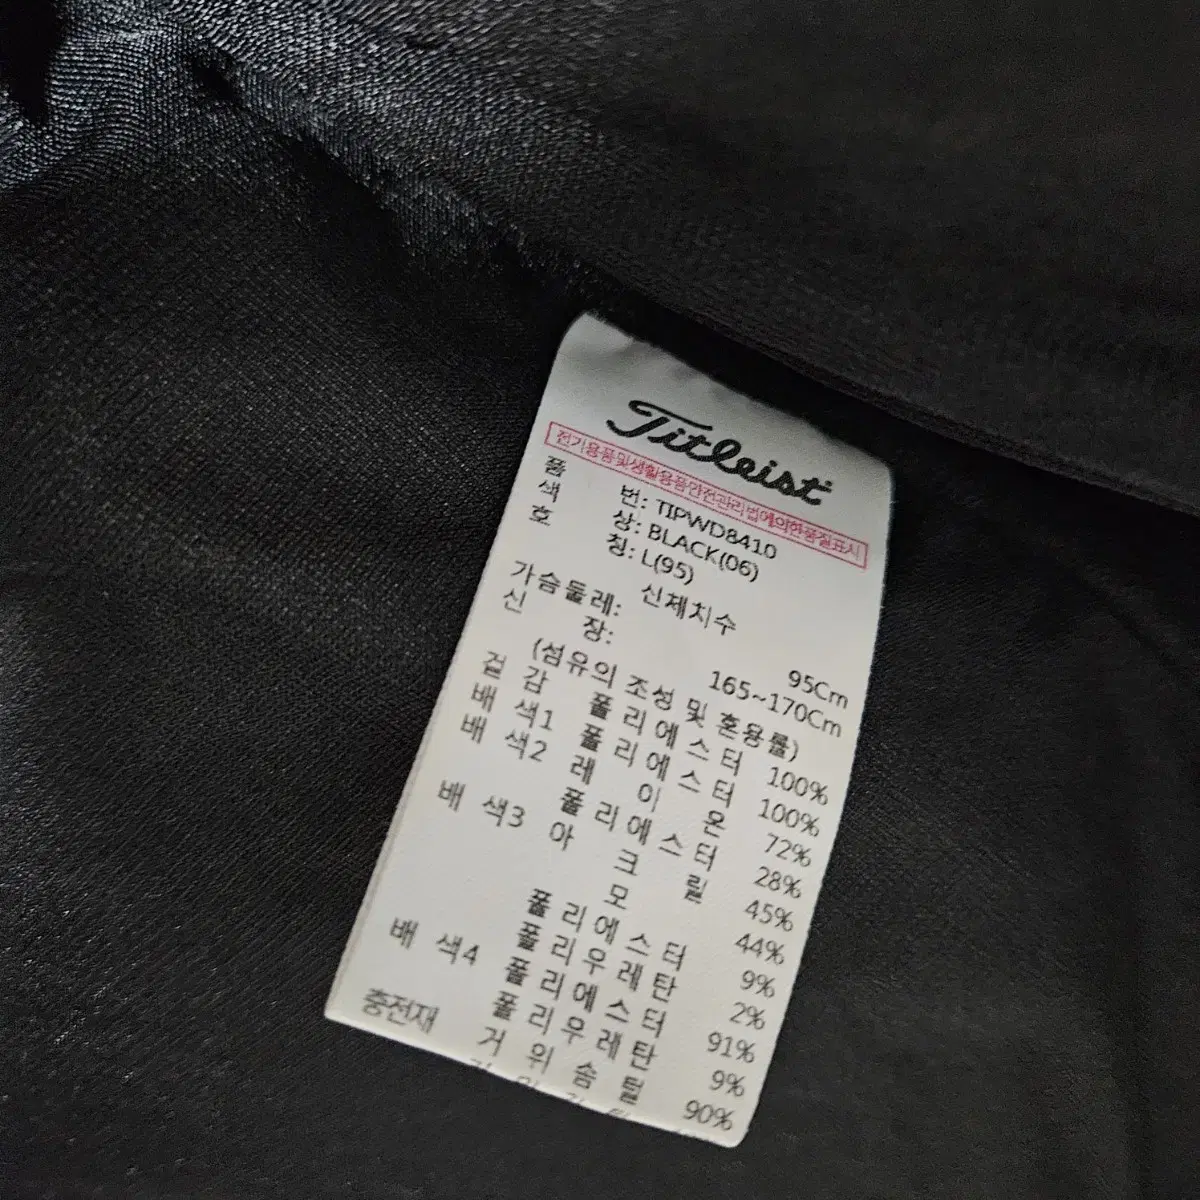 Titleist
전기용품및생활용품안전관리법에의한품질표시
품 번: TIPWD8410
색 상: BLACK(06)
호 칭: L(95)
신체치수
가슴둘레: 95Cm
신 장: 165~170Cm
(섬유의 조성 및 혼용률)
겉 감 폴리에스터 100%
배 색1 폴리에스터 100%
배 색2 레이온 72%
폴리에스터 28%
배 색3 아크릴 45%
모 44%
폴리에스터 9%
폴리우레탄 2%
배 색4 폴리에스터 91%
폴리우레탄 9%
충전재 거위솜털 90%